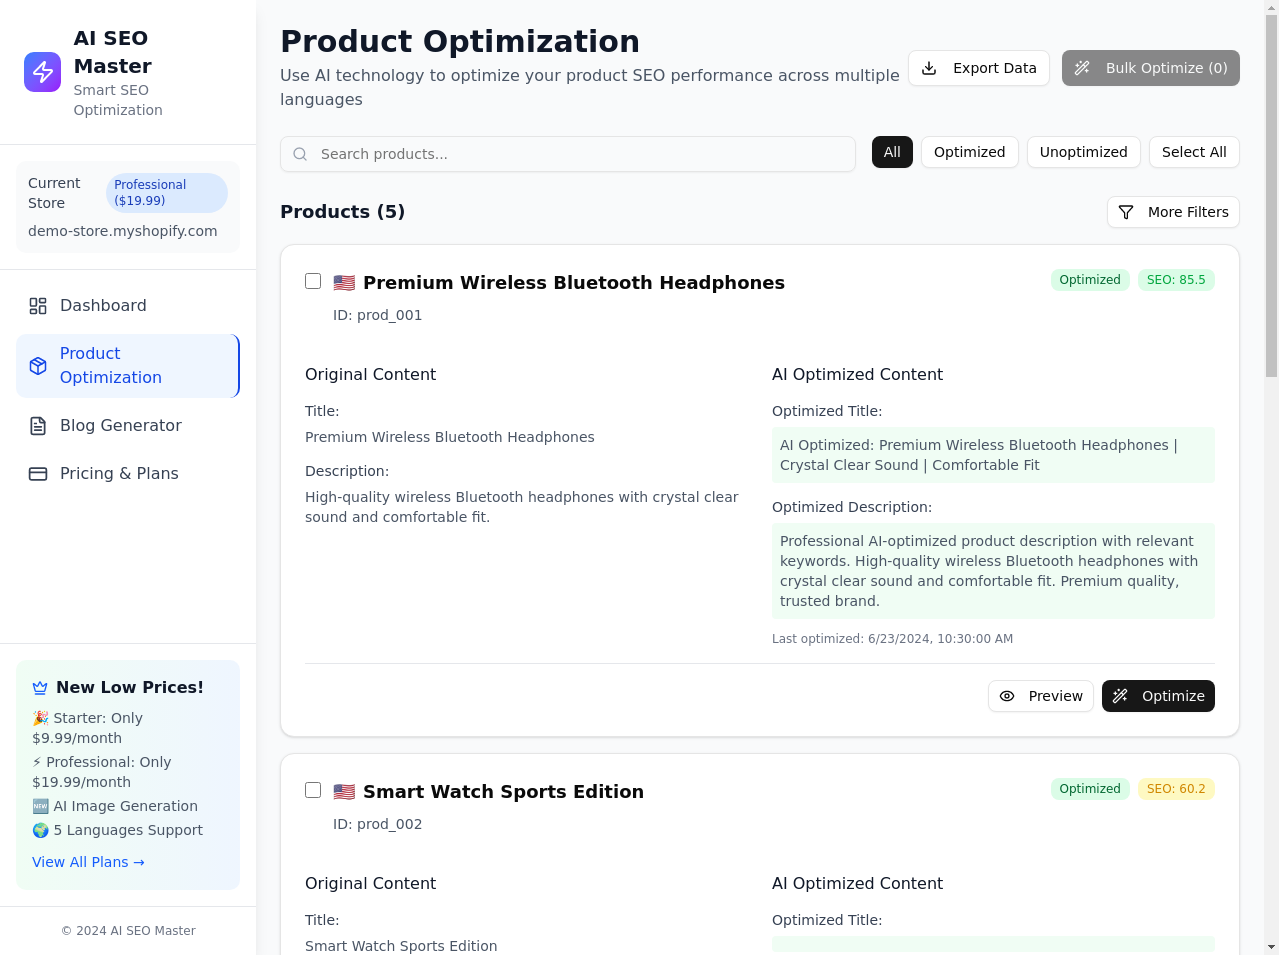 AI SEO
Master
Smart SEO
Optimization
Current
Store
Professional
($19.99)
demo-store.myshopify.com
Dashboard
Product
Optimization
Blog Generator
Pricing & Plans
New Low Prices!
🎉 Starter: Only
$9.99/month
⚡ Professional: Only
$19.99/month
🆕 AI Image Generation
🌍 5 Languages Support
View All Plans →
© 2024 AI SEO Master
Product Optimization
Use AI technology to optimize your product SEO performance across multiple
languages
Export Data
Bulk Optimize (0)
Search products...
All
Optimized
Unoptimized
Select All
Products (5)
More Filters
🇺🇸 Premium Wireless Bluetooth Headphones
Optimized
SEO: 85.5
ID: prod_001
Original Content
Title:
Premium Wireless Bluetooth Headphones
Description:
High-quality wireless Bluetooth headphones with crystal clear
sound and comfortable fit.
AI Optimized Content
Optimized Title:
AI Optimized: Premium Wireless Bluetooth Headphones |
Crystal Clear Sound | Comfortable Fit
Optimized Description:
Professional AI-optimized product description with relevant
keywords. High-quality wireless Bluetooth headphones with
crystal clear sound and comfortable fit. Premium quality,
trusted brand.
Last optimized: 6/23/2024, 10:30:00 AM
Preview
Optimize
🇺🇸 Smart Watch Sports Edition
Optimized
SEO: 60.2
ID: prod_002
Original Content
Title:
Smart Watch Sports Edition
AI Optimized Content
Optimized Title: